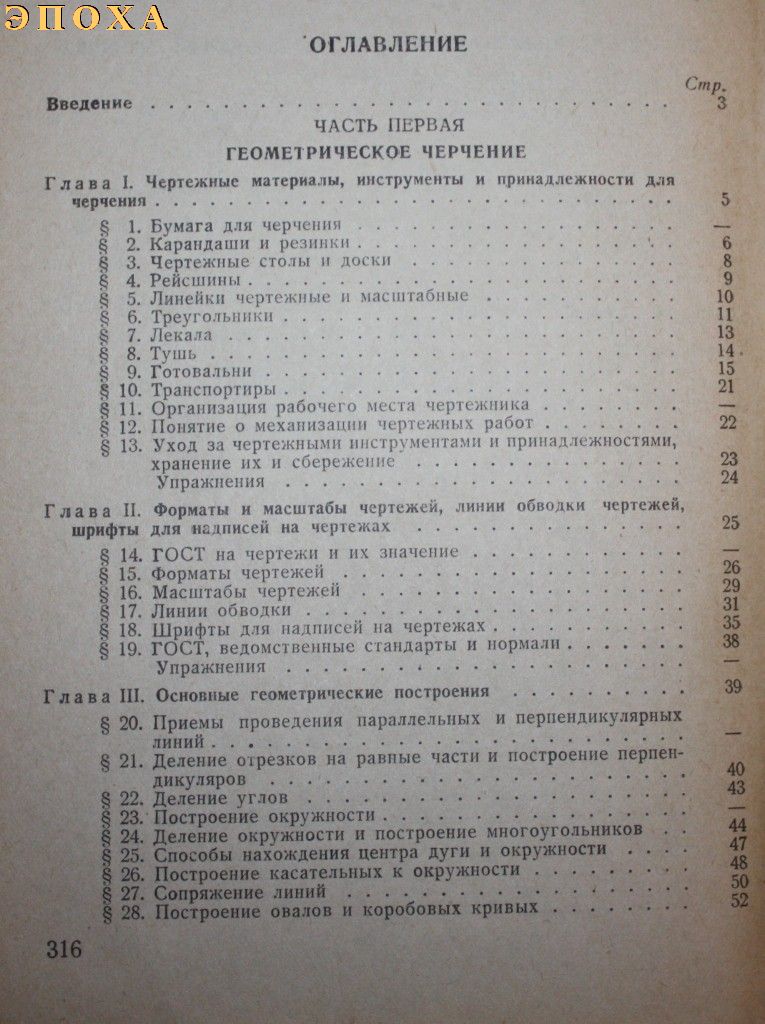 ЭПОХА
ОГЛАВЛЕНИЕ
Стр.
Введение . . . . . . . . . . . . . . . . . . . . . . . . . . . . 3
ЧАСТЬ ПЕРВАЯ
ГЕОМЕТРИЧЕСКОЕ ЧЕРЧЕНИЕ
Глава I. Чертежные материалы, инструменты и принадлежности для
черчения . . . . . . . . . . . . . . . . . . . . . . . . . . . 5
§ 1. Бумага для черчения . . . . . . . . . . . . . . . . . —
§ 2. Карандаши и резинки . . . . . . . . . . . . . . . . . 6
§ 3. Чертежные столы и доски . . . . . . . . . . . . . . . 8
§ 4. Рейсшины . . . . . . . . . . . . . . . . . . . . . . 9
§ 5. Линейки чертежные и масштабные . . . . . . . . . . . 10
§ 6. Треугольники . . . . . . . . . . . . . . . . . . . . 11
§ 7. Лекала . . . . . . . . . . . . . . . . . . . . . . . 13
§ 8. Тушь . . . . . . . . . . . . . . . . . . . . . . . . 14
§ 9. Готовальни . . . . . . . . . . . . . . . . . . . . . 15
§ 10. Транспортиры . . . . . . . . . . . . . . . . . . . . 21
§ 11. Организация рабочего места чертежника . . . . . . . . —
§ 12. Понятие о механизации чертежных работ . . . . . . . . 22
§ 13. Уход за чертежными инструментами и принадлежностями,
хранение их и сбережение . . . . . . . . . . . . . . 23
Упражнения . . . . . . . . . . . . . . . . . . . . . 24
Глава II. Форматы и масштабы чертежей, линии обводки чертежей,
шрифты для надписей на чертежах . . . . . . . . . . . . . . 25
§ 14. ГОСТ на чертежи и их значение . . . . . . . . . . . . —
§ 15. Форматы чертежей . . . . . . . . . . . . . . . . . . 26
§ 16. Масштабы чертежей . . . . . . . . . . . . . . . . . . 29
§ 17. Линии обводки . . . . . . . . . . . . . . . . . . . . 31
§ 18. Шрифты для надписей на чертежах . . . . . . . . . . . 35
§ 19. ГОСТ, ведомственные стандарты и нормали . . . . . . . 38
Упражнения . . . . . . . . . . . . . . . . . . . . . —
Глава III. Основные геометрические построения . . . . . . . . . . 39
§ 20. Приемы проведения параллельных и перпендикулярных
линий . . . . . . . . . . . . . . . . . . . . . . . . —
§ 21. Деление отрезков на равные части и построение перпен-
дикуляров . . . . . . . . . . . . . . . . . . . . . . 40
§ 22. Деление углов . . . . . . . . . . . . . . . . . . . . 43
§ 23. Построение окружности . . . . . . . . . . . . . . . . —
§ 24. Деление окружности и построение многоугольников . . 44
§ 25. Способы нахождения центра дуги и окружности . . . . 47
§ 26. Построение касательных к окружности . . . . . . . . . 48
§ 27. Сопряжение линий . . . . . . . . . . . . . . . . . . 50
§ 28. Построение овалов и коробовых кривых . . . . . . . . 52
316